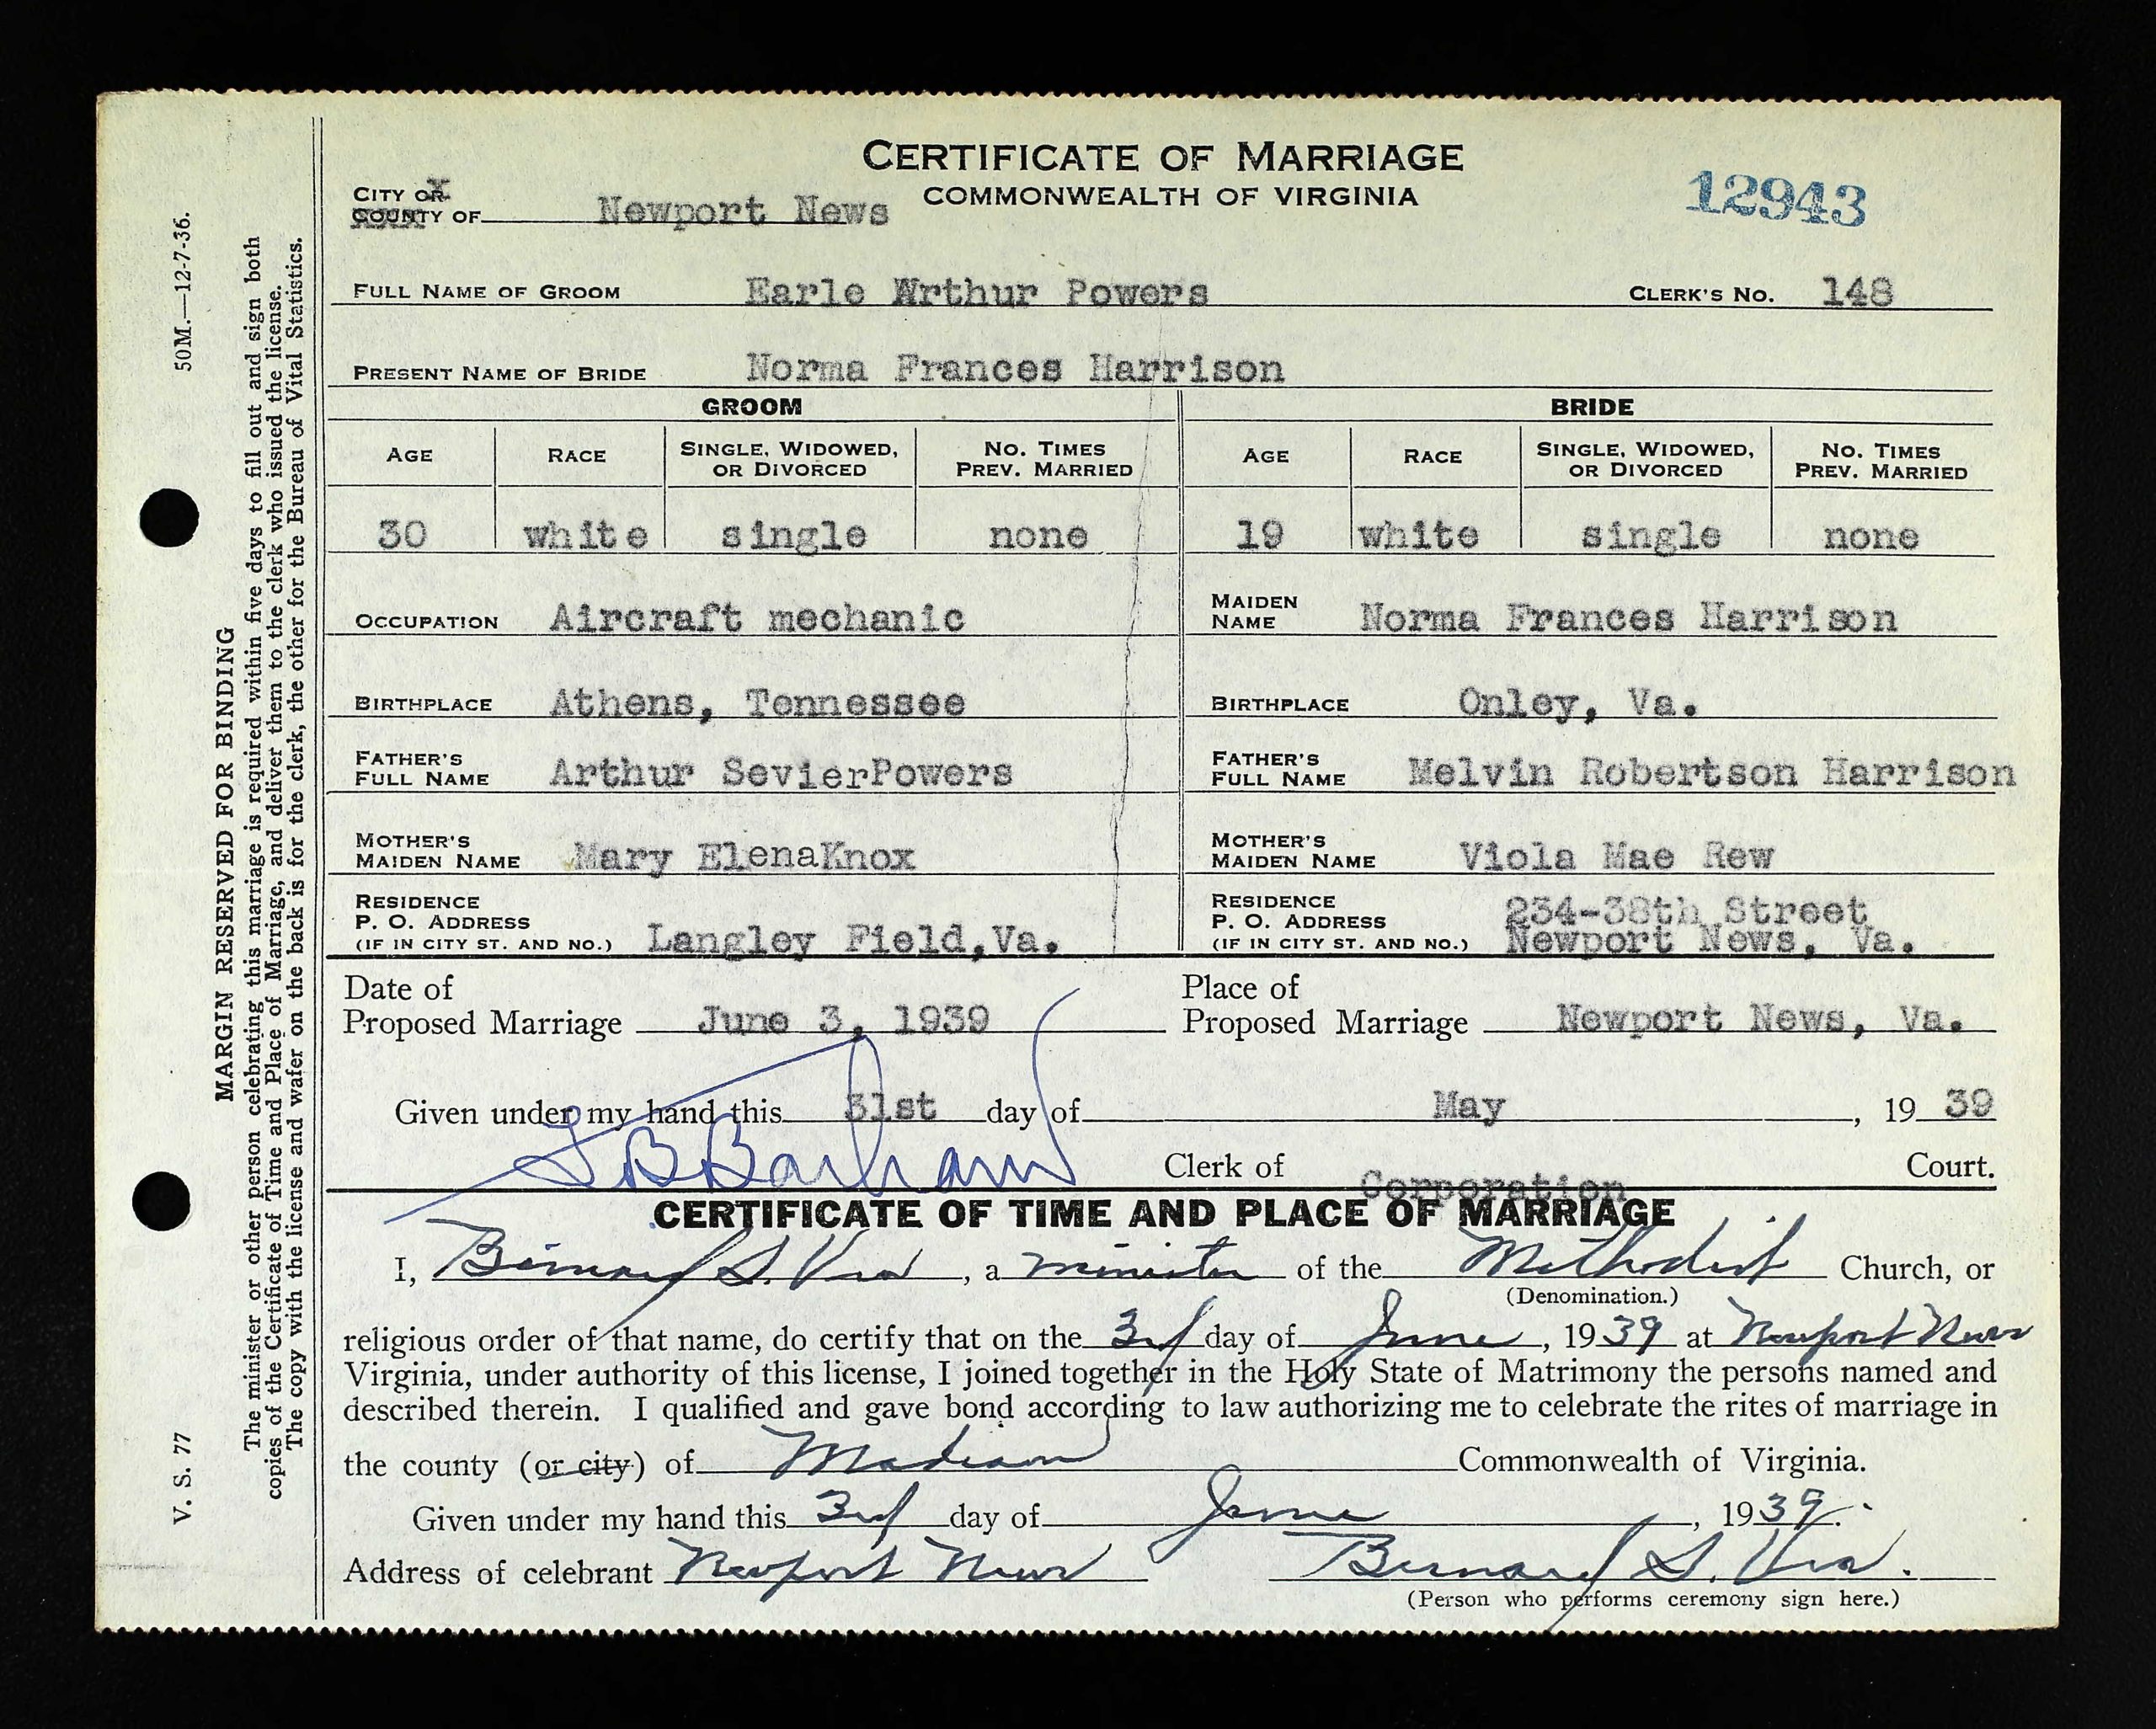 CERTIFICATE OF MARRIAGE
COMMONWEALTH OF VIRGINIA
12943
CITY OR
COUNTY OF Newport News
FULL NAME OF GROOM Earle Arthur Powers CLERK'S NO. 148
PRESENT NAME OF BRIDE Norma Frances Harrison
GROOM BRIDE
AGE RACE SINGLE, WIDOWED, OR DIVORCED NO. TIMES PREV. MARRIED AGE RACE SINGLE, WIDOWED, OR DIVORCED NO. TIMES PREV. MARRIED
30 white single none 19 white single none
OCCUPATION Aircraft mechanic MAIDEN NAME Norma Frances Harrison
BIRTHPLACE Athens, Tennessee BIRTHPLACE Onley, Va.
FATHER'S FULL NAME Arthur SevierPowers FATHER'S FULL NAME Melvin Robertson Harrison
MOTHER'S MAIDEN NAME Mary ElenaKnox MOTHER'S MAIDEN NAME Viola Mae Rew
RESIDENCE P. O. ADDRESS (IF IN CITY ST. AND NO.) Langley Field,Va. RESIDENCE P. O. ADDRESS (IF IN CITY ST. AND NO.) 234-38th Street Newport News, Va.
Date of Proposed Marriage June 3, 1939 Place of Proposed Marriage Newport News, Va.
Given under my hand this 31st day of May, 19 39
B Barham Clerk of Corporation Court.
CERTIFICATE OF TIME AND PLACE OF MARRIAGE
I, Bernard S. Via, a minister of the Methodist Church, or
(Denomination.)
religious order of that name, do certify that on the 3rd day of June, 1939 at Newport News
Virginia, under authority of this license, I joined together in the Holy State of Matrimony the persons named and
described therein. I qualified and gave bond according to law authorizing me to celebrate the rites of marriage in
the county (or city) of Madison Commonwealth of Virginia.
Given under my hand this 3rd day of June, 1939.
Address of celebrant Newport News Bernard S. Via.
(Person who performs ceremony sign here.)
50M.—12-7-36.
MARGIN RESERVED FOR BINDING
The minister or other person celebrating this marriage is required within five days to fill out and sign both
copies of the Certificate of Time and Place of Marriage, and deliver them to the clerk who issued the license.
The copy with the license and wafer on the back is for the clerk, the other for the Bureau of Vital Statistics.
V. S. 77